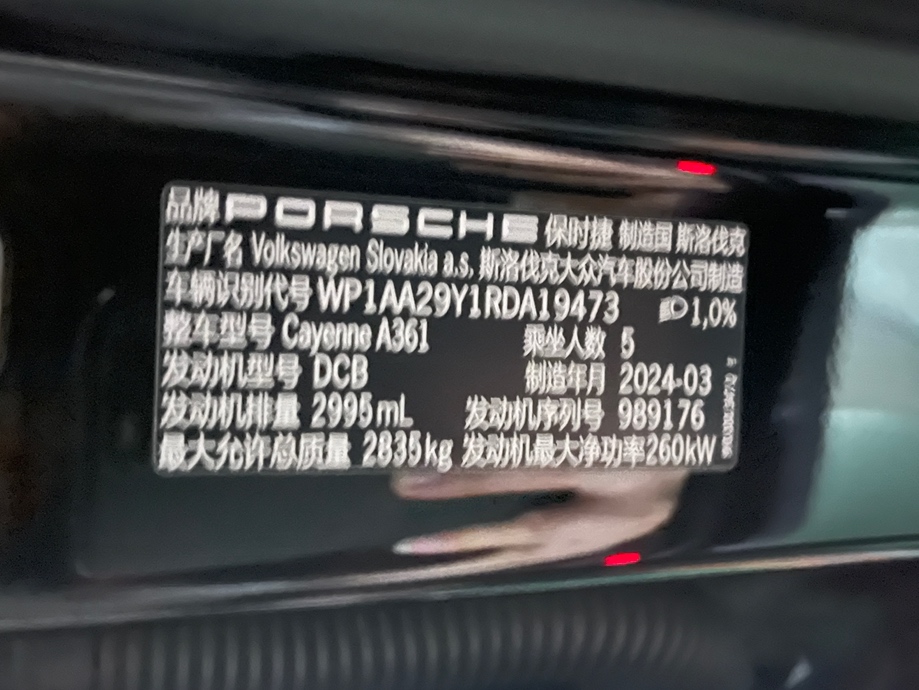 品牌 PORSCHE 保时捷 制造国 斯洛伐克
生产厂名 Volkswagen Slovakia a.s, 斯洛伐克大众汽车股份公司制造
车辆识别代号 WP1AA29Y1RDA19473 1,0%
整车型号 Cayenne A361 乘坐人数 5
发动机型号 DCB 制造年月 2024-03
发动机排量 2995mL 发动机序列号 989176
最大允许总质量 2835kg 发动机最大净功率260kW